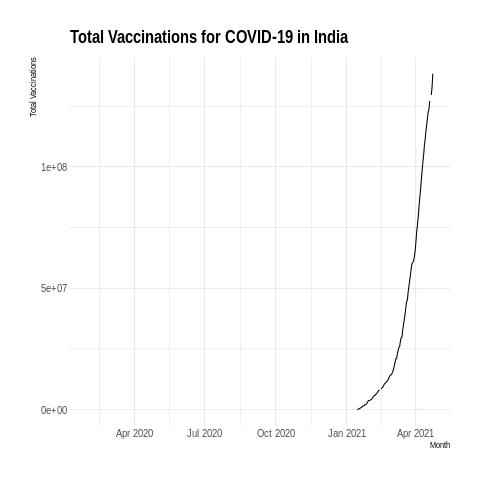 Total Vaccinations for COVID-19 in India
Total Vaccinations
1e+08
5e+07
0e+00
Apr 2020 Jul 2020 Oct 2020 Jan 2021 Apr 2021
Month